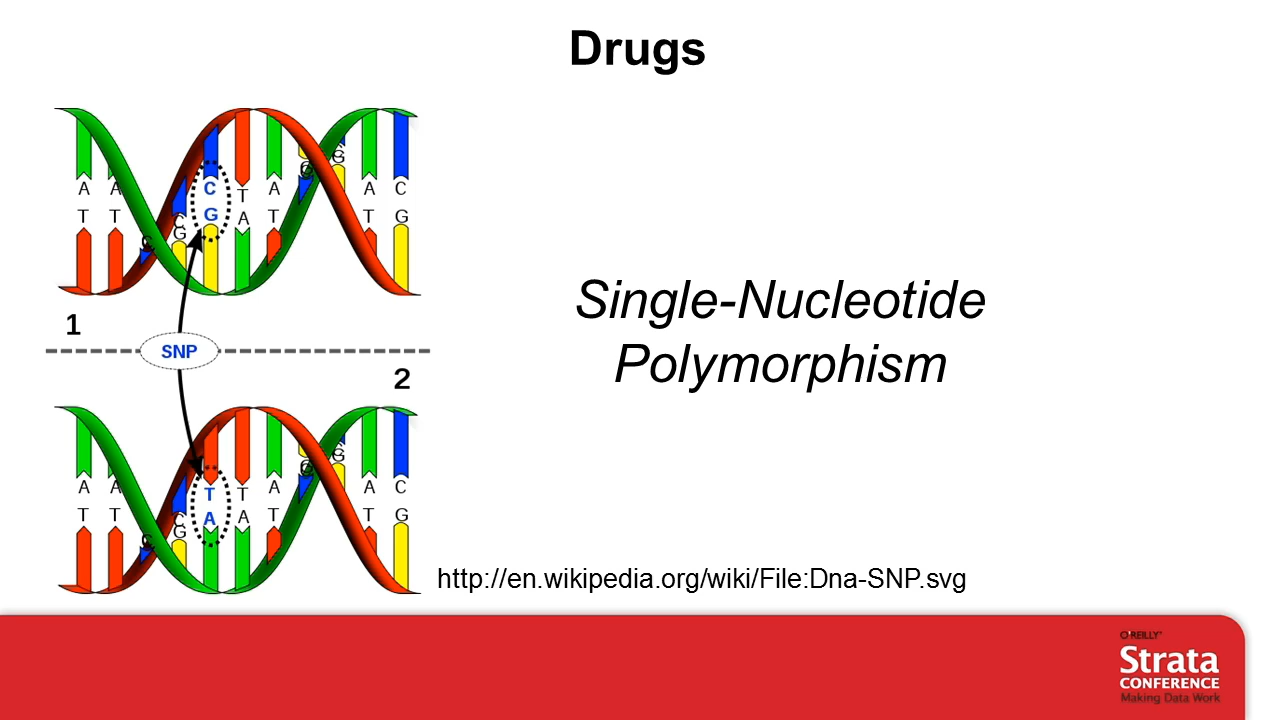 Drugs
A A C A C T A G G A C
T T C G G A T T G
1
SNP
2
A A C T T A G G A C
T T C G A A T T G
Single-Nucleotide
Polymorphism
http://en.wikipedia.org/wiki/File:Dna-SNP.svg
O'REILLY®
Strata
CONFERENCE
Making Data Work